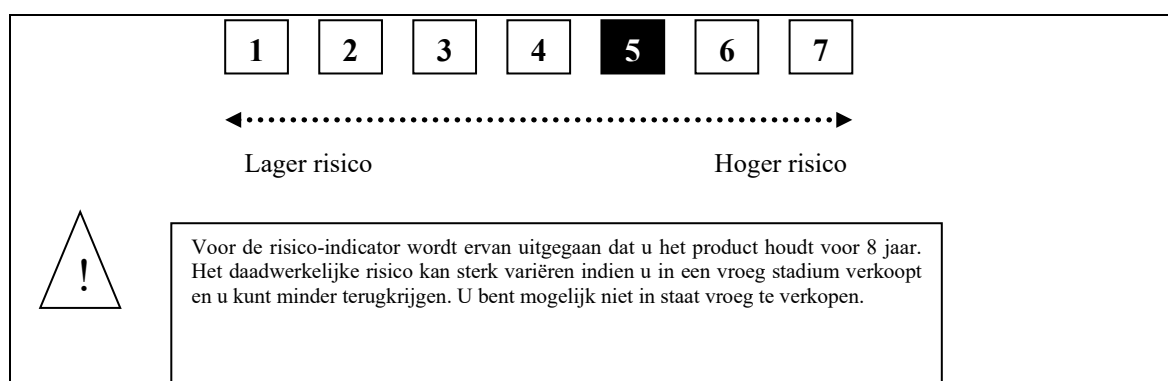 1 2 3 4 5 6 7
Lager risico Hoger risico
!
Voor de risico-indicator wordt ervan uitgegaan dat u het product houdt voor 8 jaar.
Het daadwerkelijke risico kan sterk variëren indien u in een vroeg stadium verkoopt
en u kunt minder terugkrijgen. U bent mogelijk niet in staat vroeg te verkopen.